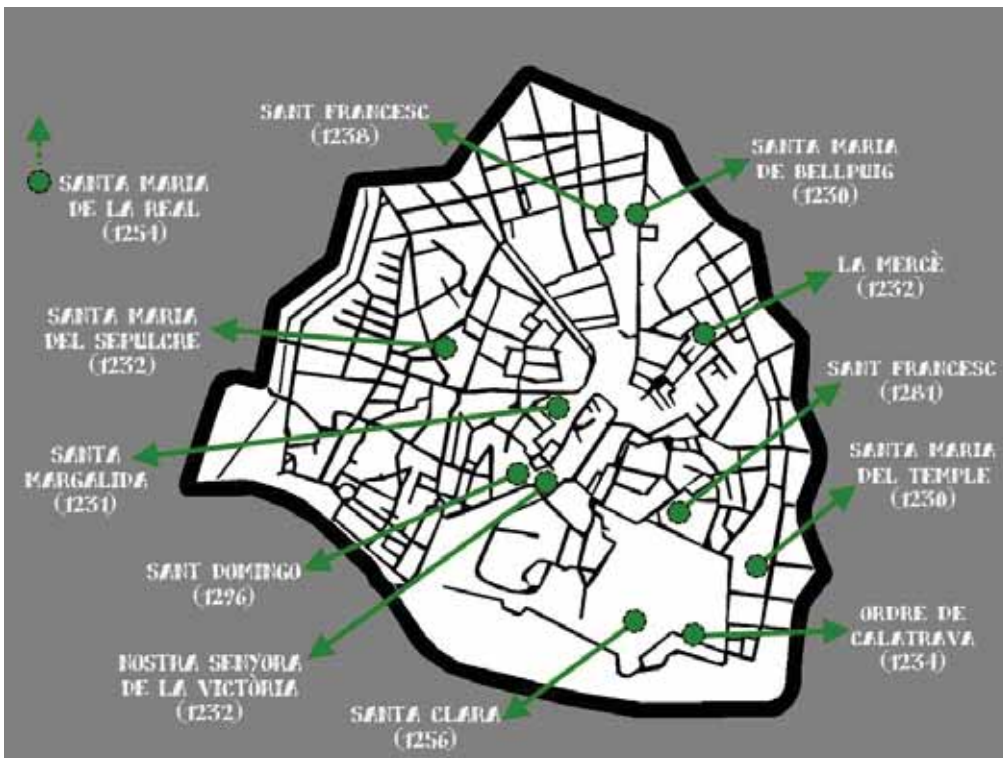 SANT FRANCESC
(1238)
SANTA MARIA
DE BELLPUIG
(1230)
SANTA MARIA
DE LA REAL
(1254)
LA MERCÈ
(1232)
SANTA MARIA
DEL SEPULCRE
(1232)
SANT FRANCESC
(1281)
SANTA
MARGALIDA
(1231)
SANTA MARIA
DEL TEMPLE
(1230)
SANT DOMINGO
(1296)
ORDRE DE
CALATRAVA
(1234)
NOSTRA SENYORA
DE LA VICTÒRIA
(1232)
SANTA CLARA
(1256)